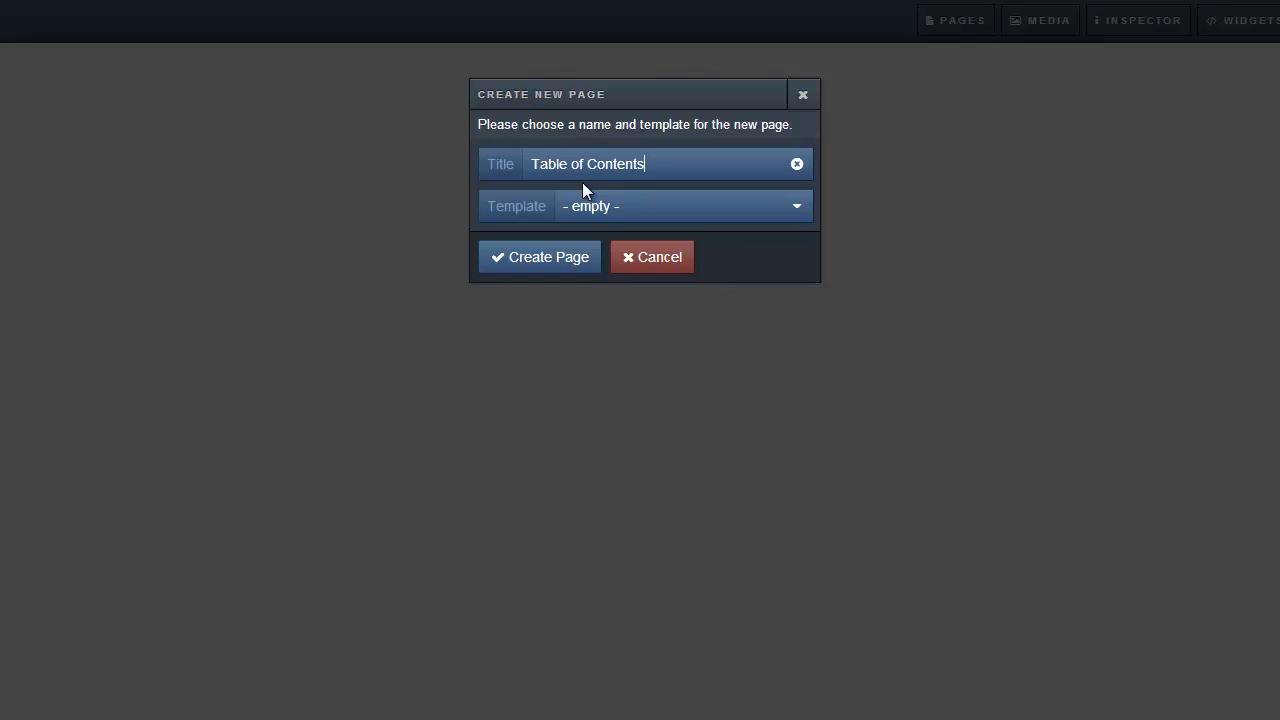 PAGES MEDIA INSPECTOR WIDGETS
CREATE NEW PAGE
Please choose a name and template for the new page.
Title Table of Contents
Template - empty -
Create Page Cancel